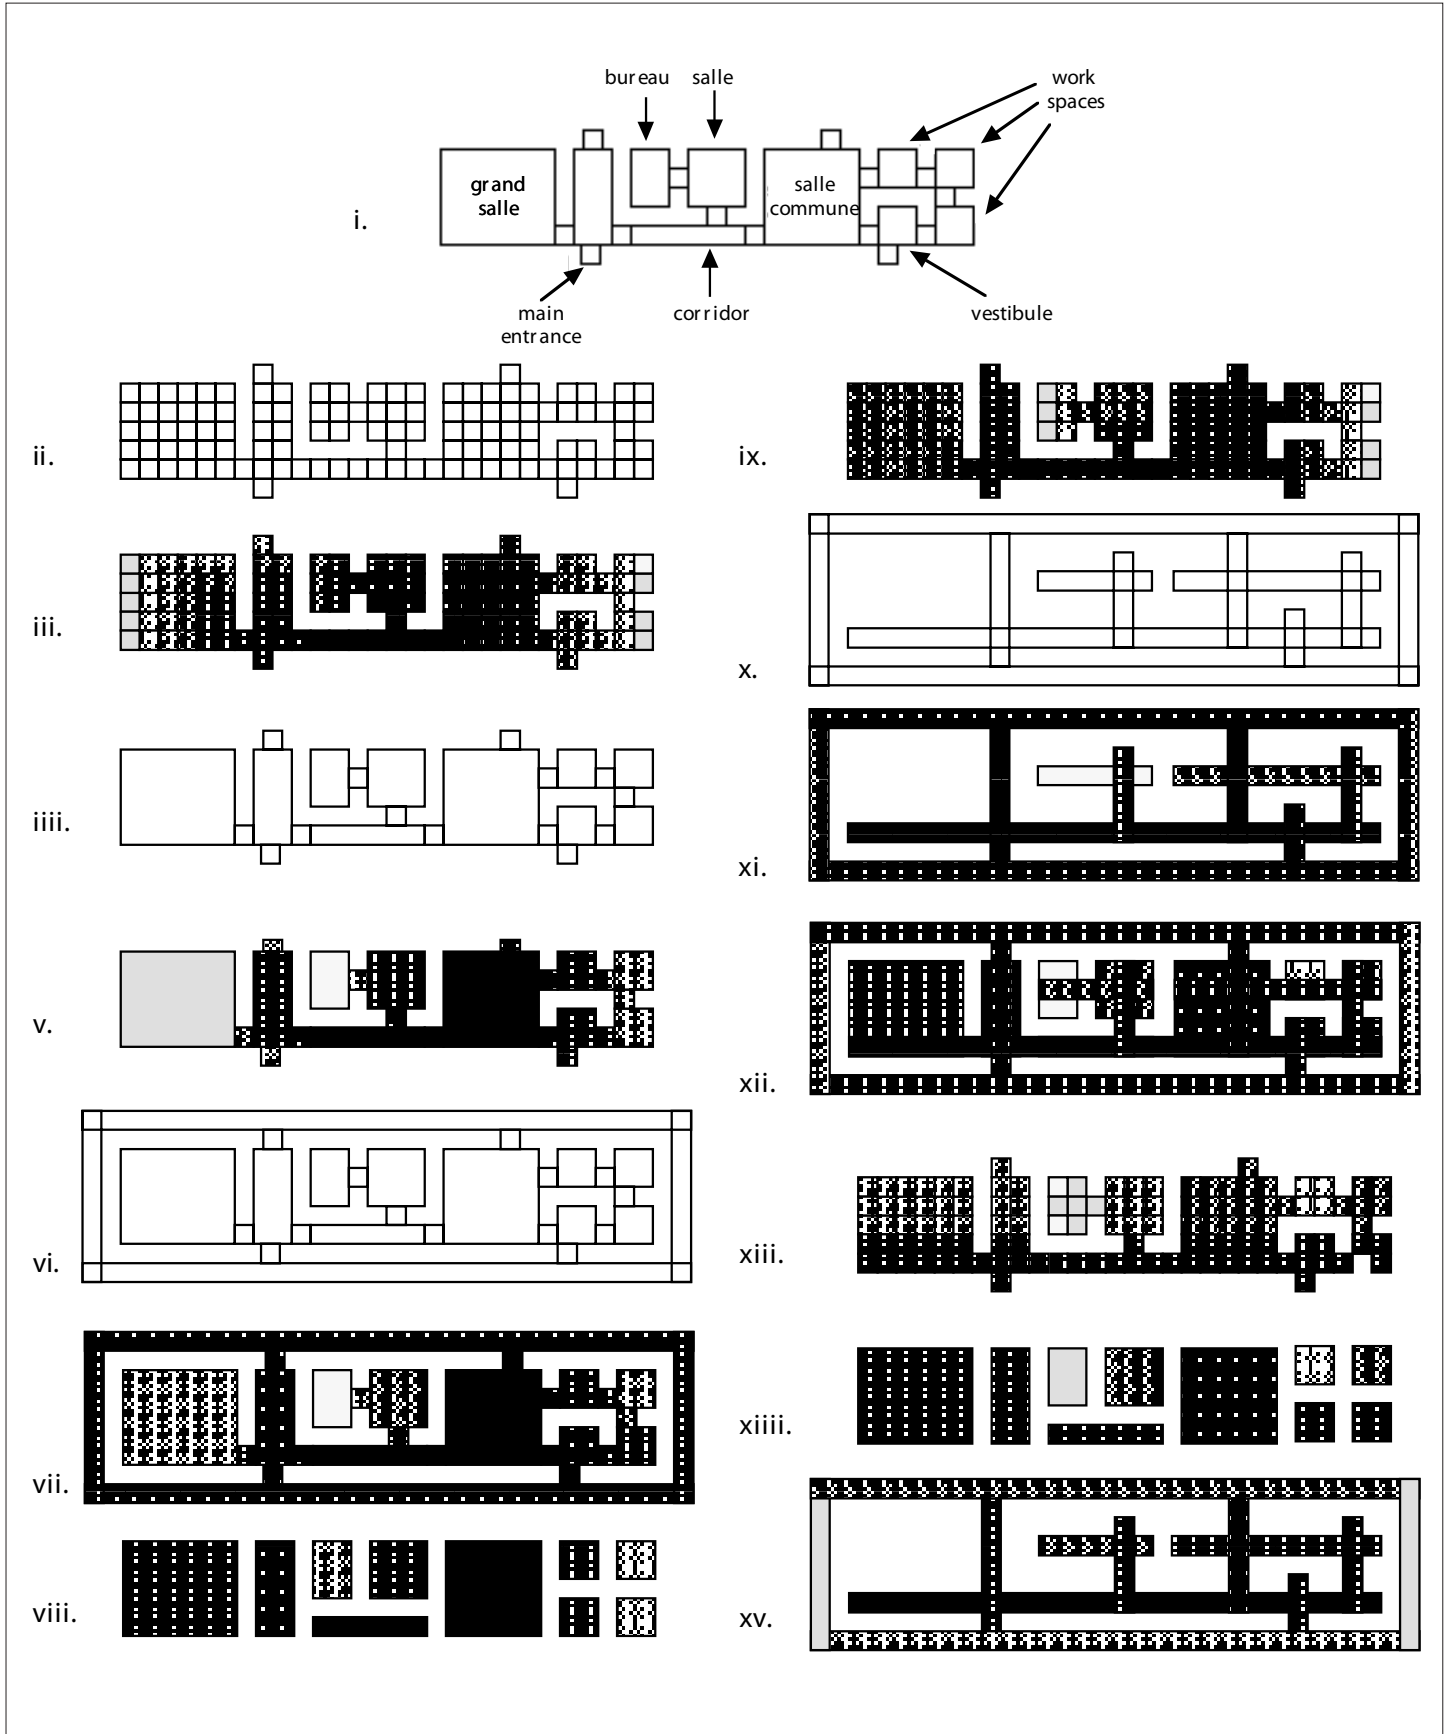 bureau salle work
spaces
grand
salle
salle
commune
i.
main
entrance
corridor
vestibule
ii.
iii.
iiii.
v.
vi.
vii.
viii.
ix.
x.
xi.
xii.
xiii.
xiiii.
xv.